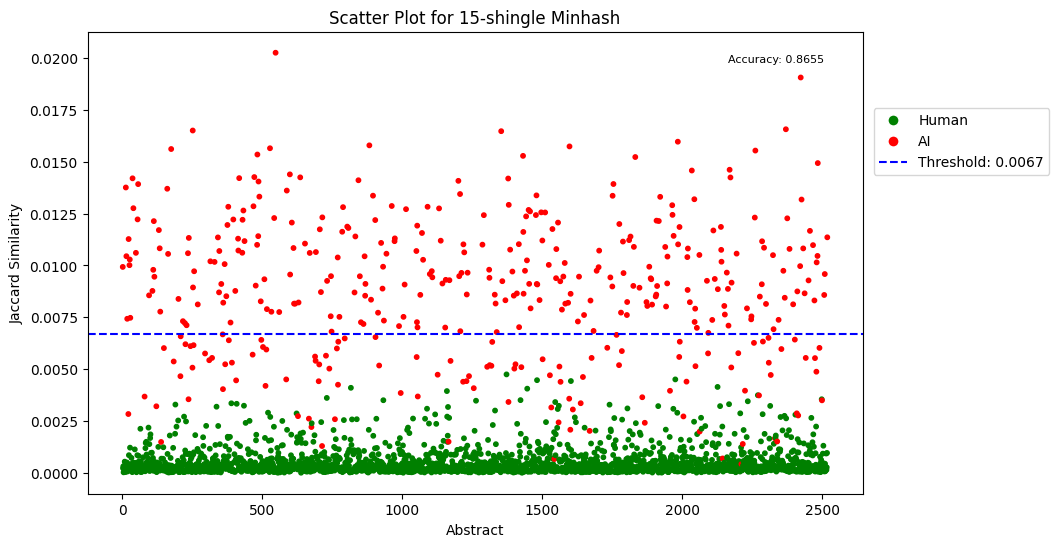 Scatter Plot for 15-shingle Minhash
Accuracy: 0.8655
Human
AI
Threshold: 0.0067
Jaccard Similarity
0.0200
0.0175
0.0150
0.0125
0.0100
0.0075
0.0050
0.0025
0.0000
0 500 1000 1500 2000 2500
Abstract